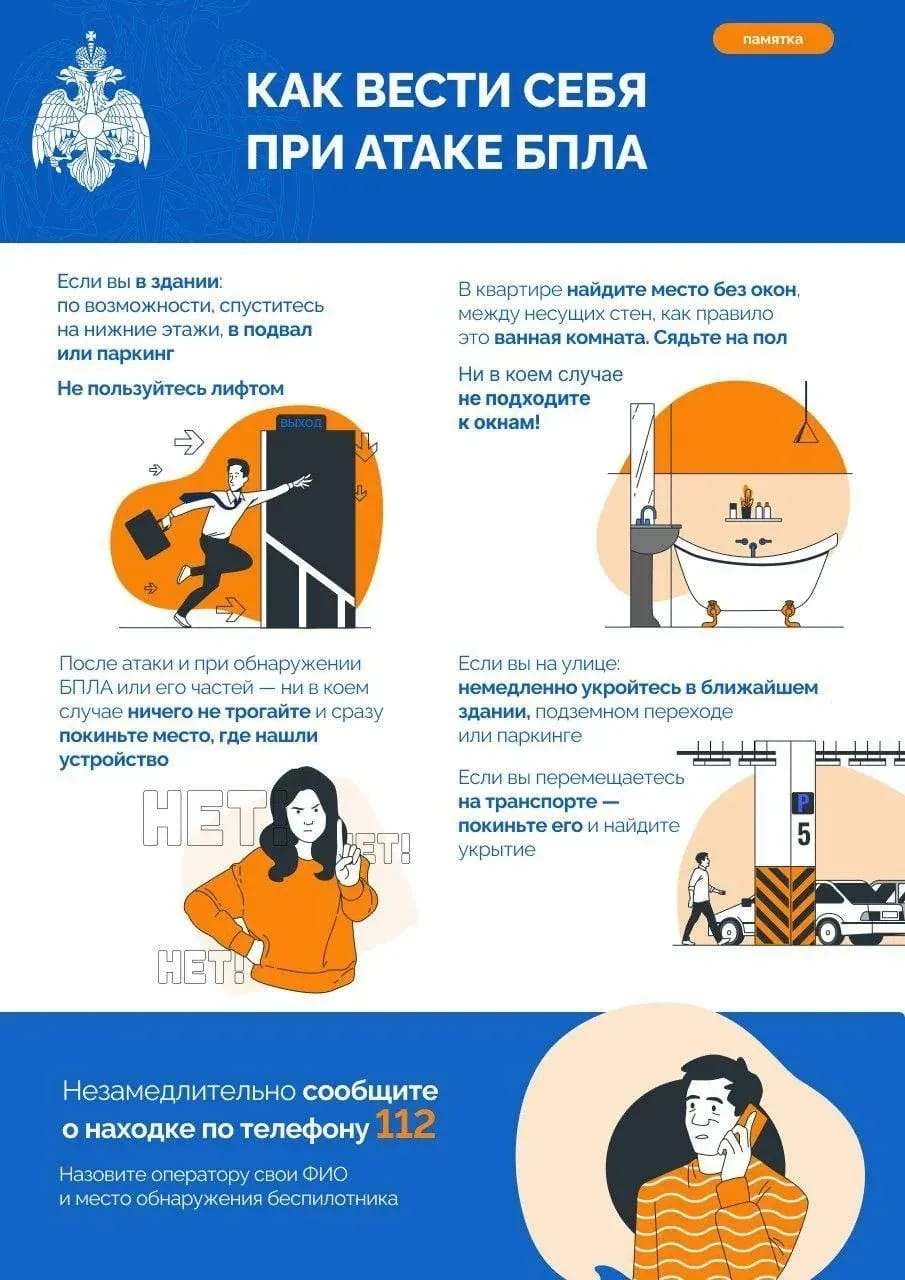 памятка
КАК ВЕСТИ СЕБЯ
ПРИ АТАКЕ БПЛА
Если вы в здании:
по возможности, спуститесь
на нижние этажи, в подвал
или паркинг
Не пользуйтесь лифтом
ВЫХОД
В квартире найдите место без окон,
между несущих стен, как правило
это ванная комната. Сядьте на пол
Ни в коем случае
не подходите
к окнам!
После атаки и при обнаружении
БПЛА или его частей — ни в коем
случае ничего не трогайте и сразу
покиньте место, где нашли
устройство
НЕТ!
НЕТ!
НЕТ!
Если вы на улице:
немедленно укройтесь в ближайшем
здании, подземном переходе
или паркинге
Если вы перемещаетесь
на транспорте —
покиньте его и найдите
укрытие
P
5
Незамедлительно сообщите
о находке по телефону 112
Назовите оператору свои ФИО
и место обнаружения беспилотника